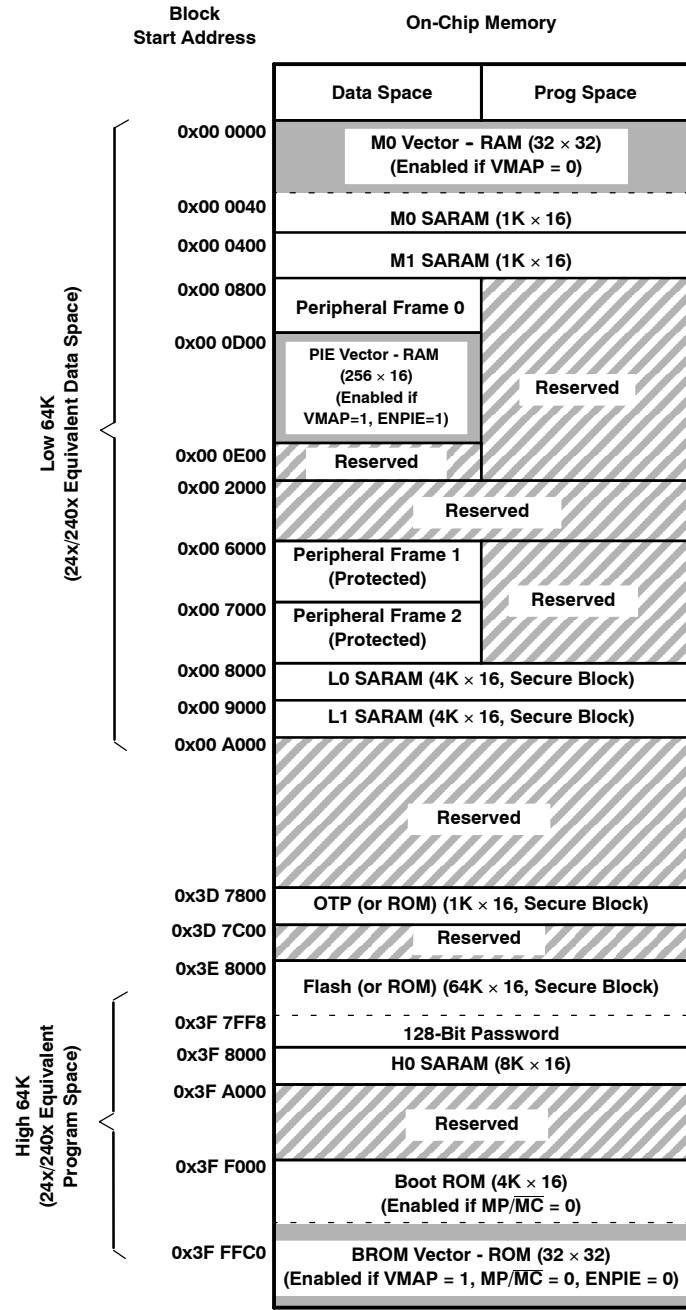 Block
Start Address
On-Chip Memory
Data Space
Prog Space
Low 64K
(24x/240x Equivalent Data Space)
0x00 0000
M0 Vector - RAM (32 × 32)
(Enabled if VMAP = 0)
0x00 0040
M0 SARAM (1K × 16)
0x00 0400
M1 SARAM (1K × 16)
0x00 0800
Peripheral Frame 0
0x00 0D00
PIE Vector - RAM
(256 × 16)
(Enabled if
VMAP=1, ENPIE=1)
Reserved
0x00 0E00
Reserved
0x00 2000
Reserved
0x00 6000
Peripheral Frame 1
(Protected)
Reserved
0x00 7000
Peripheral Frame 2
(Protected)
0x00 8000
L0 SARAM (4K × 16, Secure Block)
0x00 9000
L1 SARAM (4K × 16, Secure Block)
0x00 A000
Reserved
0x3D 7800
OTP (or ROM) (1K × 16, Secure Block)
0x3D 7C00
Reserved
0x3E 8000
Flash (or ROM) (64K × 16, Secure Block)
High 64K
(24x/240x Equivalent
Program Space)
0x3F 7FF8
128-Bit Password
0x3F 8000
H0 SARAM (8K × 16)
0x3F A000
Reserved
0x3F F000
Boot ROM (4K × 16)
(Enabled if MP/M̅C̅ = 0)
0x3F FFC0
BROM Vector - ROM (32 × 32)
(Enabled if VMAP = 1, MP/M̅C̅ = 0, ENPIE = 0)